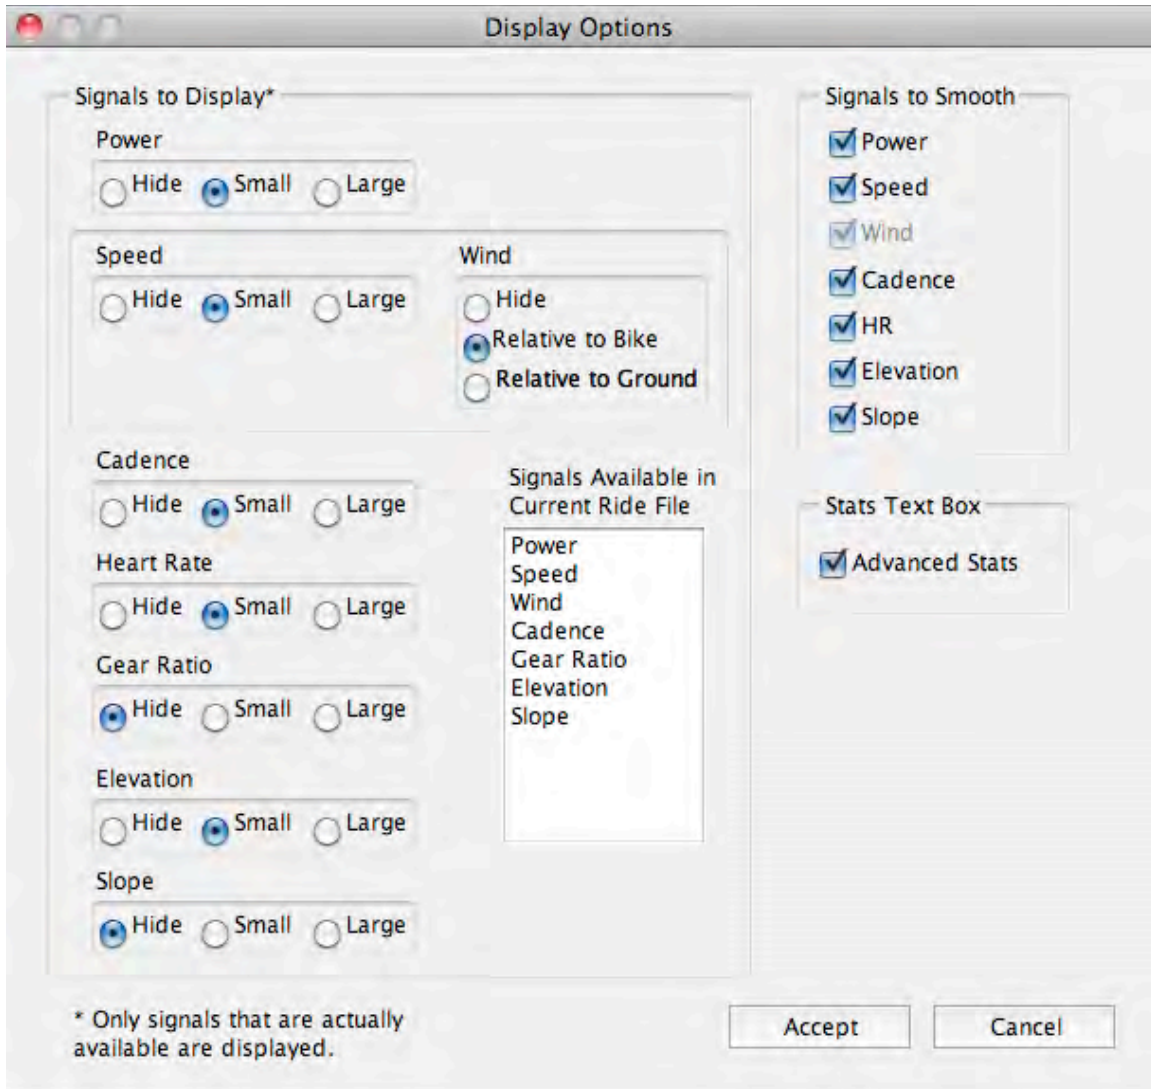 Display Options
Signals to Display*
Power
Hide Small Large
Speed
Hide Small Large
Wind
Hide
Relative to Bike
Relative to Ground
Cadence
Hide Small Large
Heart Rate
Hide Small Large
Gear Ratio
Hide Small Large
Elevation
Hide Small Large
Slope
Hide Small Large
Signals Available in
Current Ride File
Power
Speed
Wind
Cadence
Gear Ratio
Elevation
Slope
* Only signals that are actually
available are displayed.
Signals to Smooth
Power
Speed
Wind
Cadence
HR
Elevation
Slope
Stats Text Box
Advanced Stats
Accept Cancel